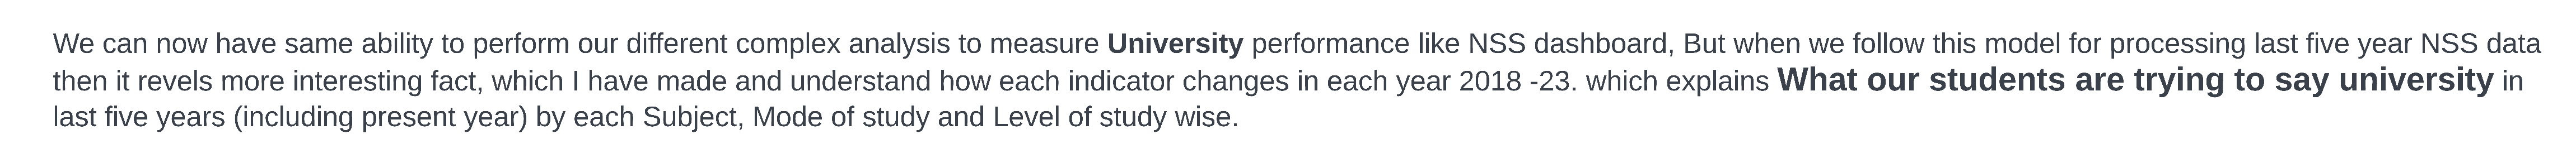 We can now have same ability to perform our different complex analysis to measure University performance like NSS dashboard, But when we follow this model for processing last five year NSS data
then it revels more interesting fact, which I have made and understand how each indicator changes in each year 2018 -23. which explains What our students are trying to say university in
last five years (including present year) by each Subject, Mode of study and Level of study wise.